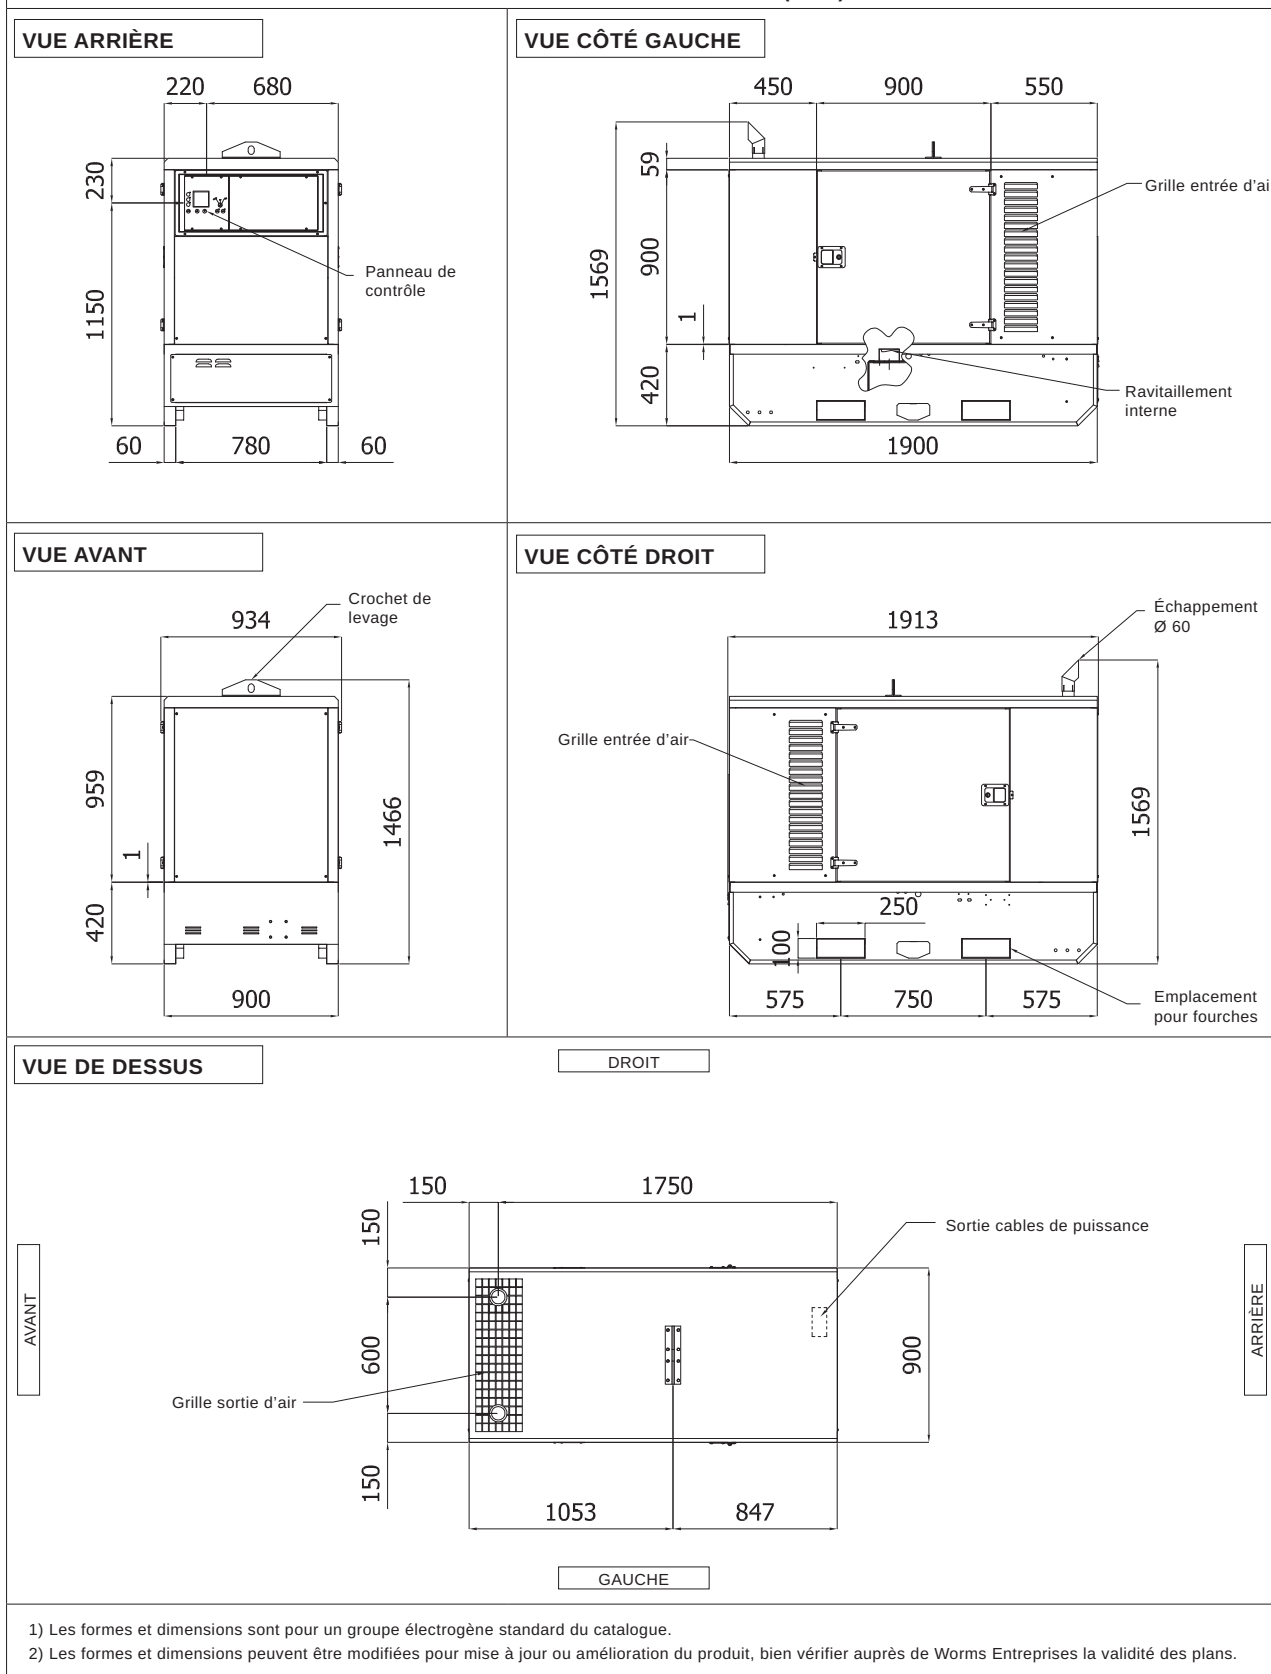 VUE ARRIÈRE
220 680
230
1150
Panneau de
contrôle
60 780 60
VUE CÔTÉ GAUCHE
450 900 550
59
900
1569
1
420
Grille entrée d'ai
Ravitaillement
interne
1900
VUE AVANT
Crochet de
levage
934
959
1
420
1466
900
VUE CÔTÉ DROIT
1913
Échappement
Ø 60
Grille entrée d'air
1569
250
100
575 750 575
Emplacement
pour fourches
VUE DE DESSUS
DROIT
150 1750
150
Sortie cables de puissance
AVANT
600
900
ARRIÈRE
Grille sortie d'air
150
1053 847
GAUCHE
1) Les formes et dimensions sont pour un groupe électrogène standard du catalogue.
2) Les formes et dimensions peuvent être modifiées pour mise à jour ou amélioration du produit, bien vérifier auprès de Worms Entreprises la validité des plans.